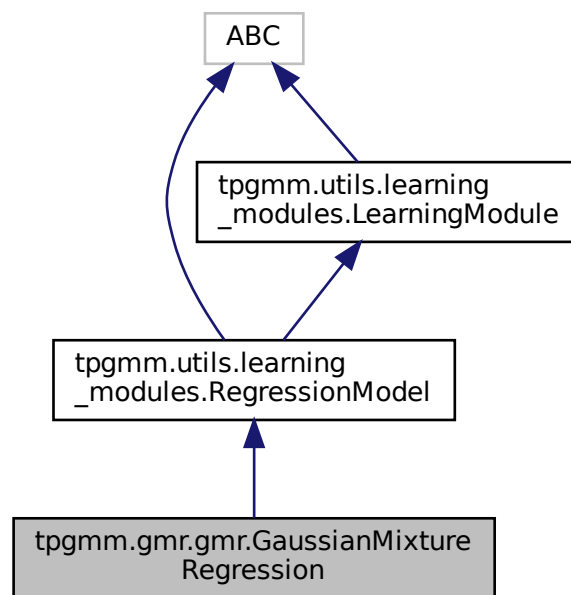 ABC
tpgmm.utils.learning
_modules.LearningModule
tpgmm.utils.learning
_modules.RegressionModel
tpgmm.gmr.gmr.GaussianMixture
Regression